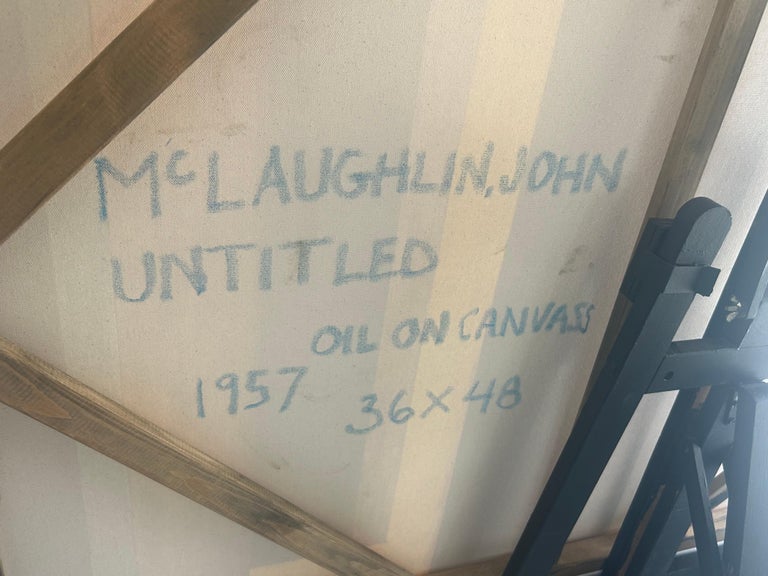 McLAUGHLIN, JOHN
UNTITLED
OIL ON CANVASS
1957 36X48